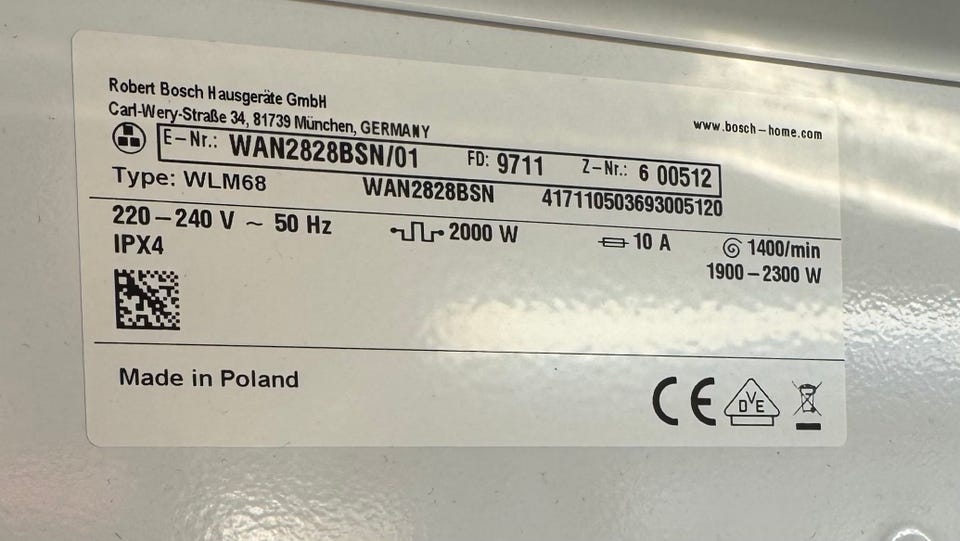 Robert Bosch Hausgeräte GmbH
Carl-Wery-Straße 34, 81739 München, GERMANY
www.bosch-home.com
E-Nr.: WAN2828BSN/01 FD: 9711 Z-Nr.: 6 00512
Type: WLM68 WAN2828BSN 417110503693005120
220-240 V ~ 50 Hz 2000 W 10 A 1400/min
IPX4 1900-2300 W
Made in Poland
CE DVE